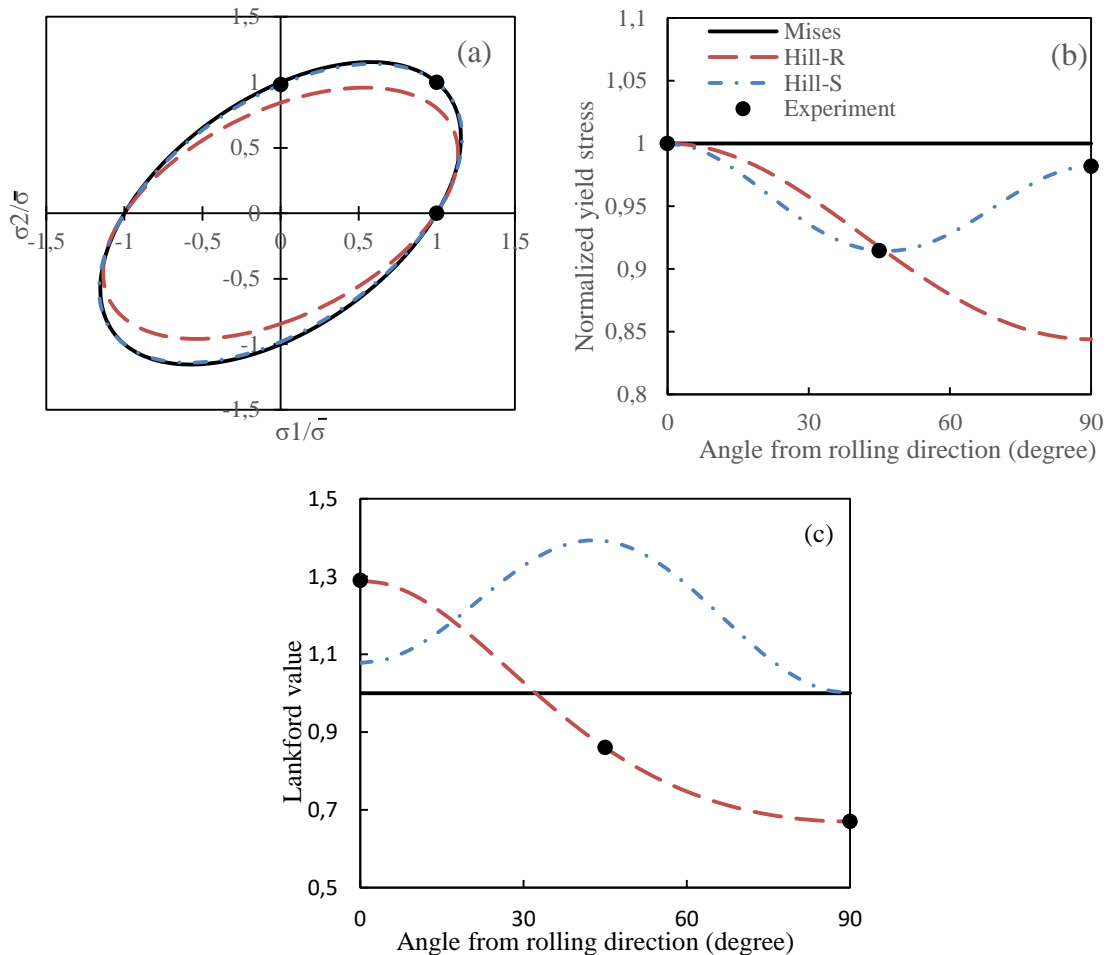 (a)
1,5
1
0,5
0
-0,5
-1
-1,5
-1,5
-1
-0,5
0
0,5
1
1,5
σ2/σ̄
σ1/σ̄
(b)
Mises
Hill-R
Hill-S
Experiment
1,1
1,05
1
0,95
0,9
0,85
0,8
0
30
60
90
Normalized yield stress
Angle from rolling direction (degree)
(c)
1,5
1,3
1,1
0,9
0,7
0,5
0
30
60
90
Lankford value
Angle from rolling direction (degree)